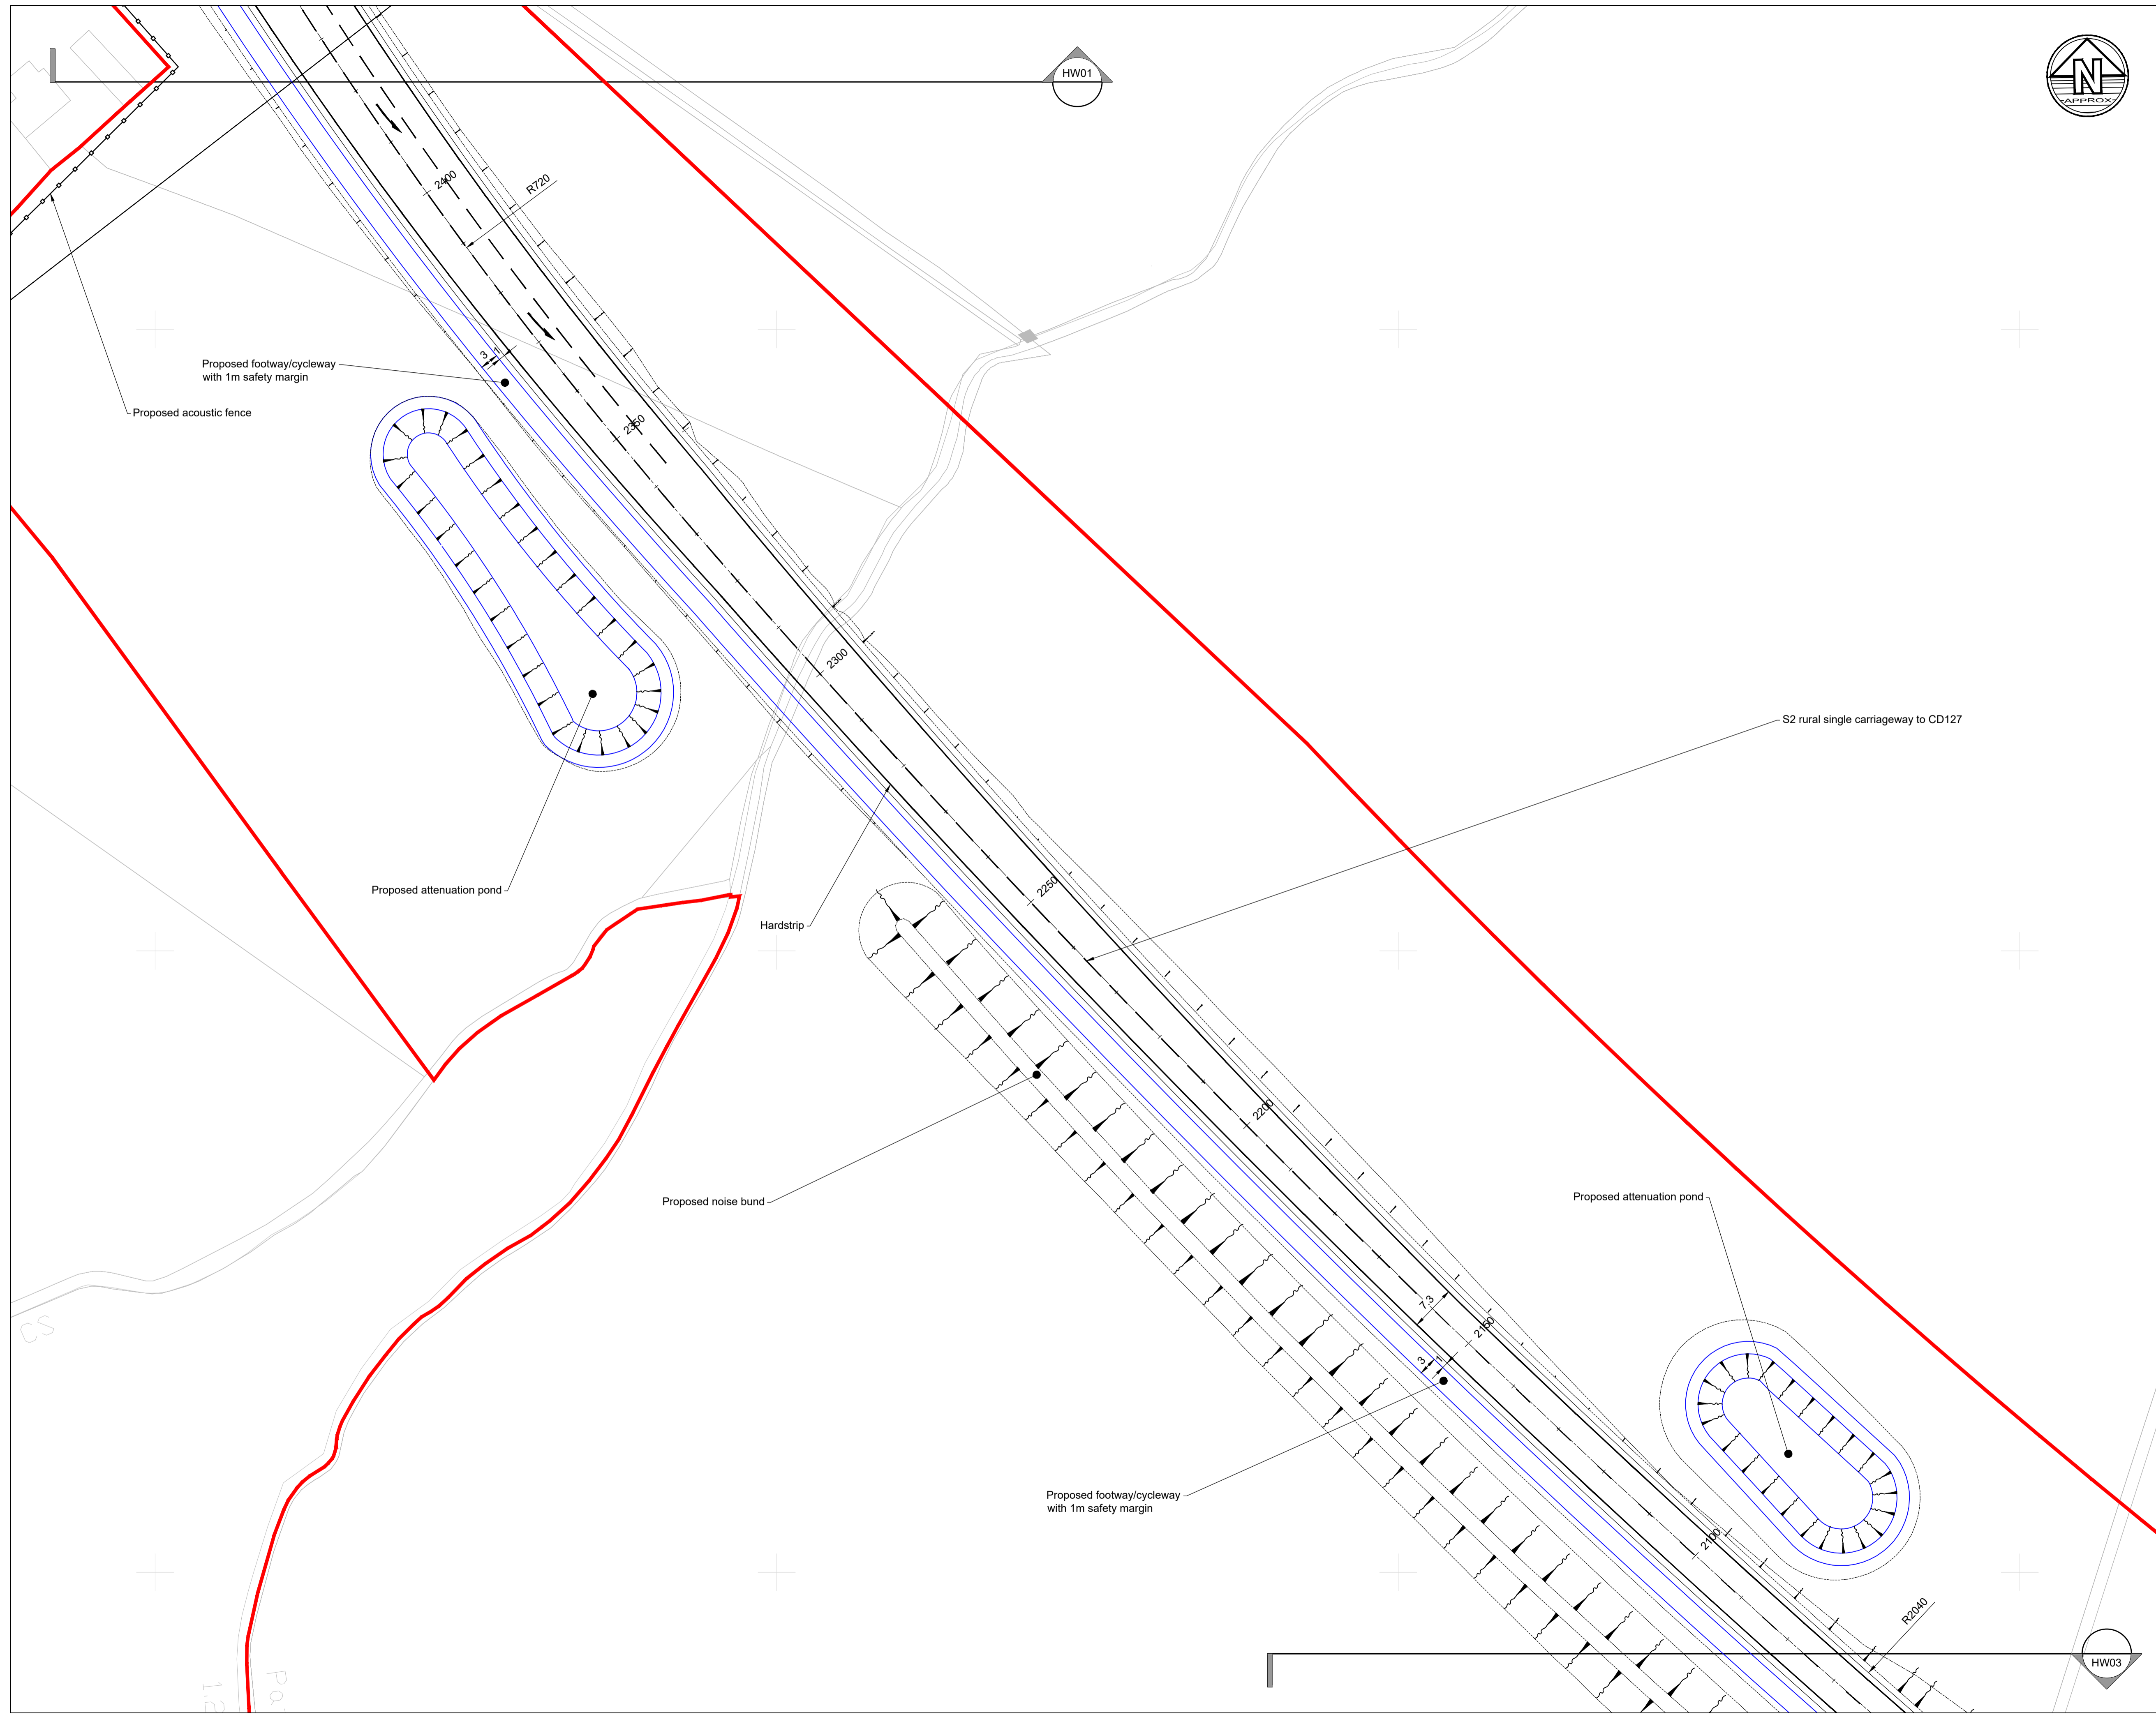 HW01
N
APPROX
2400
R720
3
1
Proposed footway/cycleway
with 1m safety margin
Proposed acoustic fence
2350
2300
S2 rural single carriageway to CD127
Proposed attenuation pond
Hardstrip
2250
2200
Proposed noise bund
Proposed attenuation pond
7.3
2150
3
1
Proposed footway/cycleway
with 1m safety margin
2100
R2040
HW03
CS